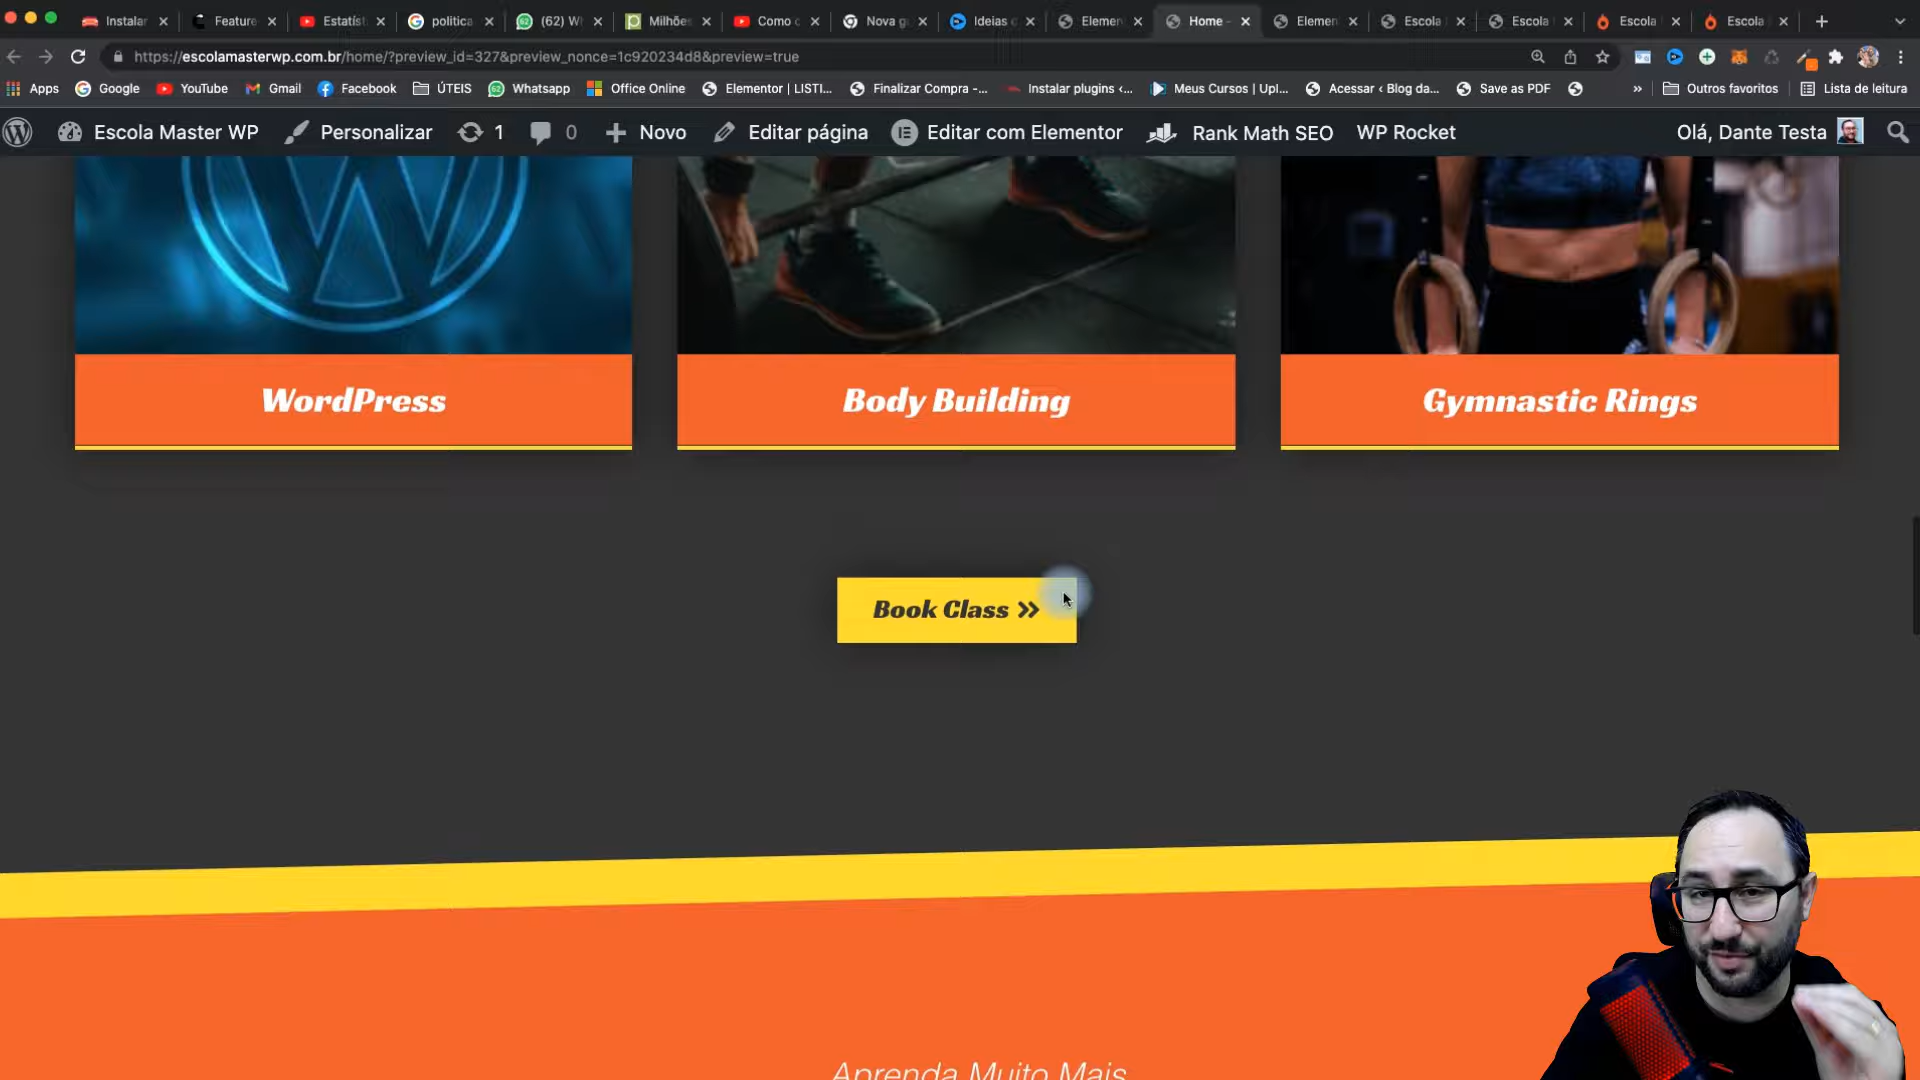 Instalar
Feature
Estatíst
politica
(62) W
Milhões
Como c
Nova g
Ideias
Elemen
Home -
Elemen
Escola
Escola
Escola
Escola
https://escolamasterwp.com.br/home/?preview_id=327&preview_nonce=1c920234d8&preview=true
Apps
Google
YouTube
Gmail
Facebook
ÚTEIS
Whatsapp
Office Online
Elementor | LISTI...
Finalizar Compra -...
Instalar plugins ‹...
Meus Cursos | Upl...
Acessar ‹ Blog da...
Save as PDF
»
Outros favoritos
Lista de leitura
Escola Master WP
Personalizar
1
0
Novo
Editar página
Editar com Elementor
Rank Math SEO
WP Rocket
Olá, Dante Testa
WordPress
Body Building
Gymnastic Rings
Book Class
Aprenda Muito Mais